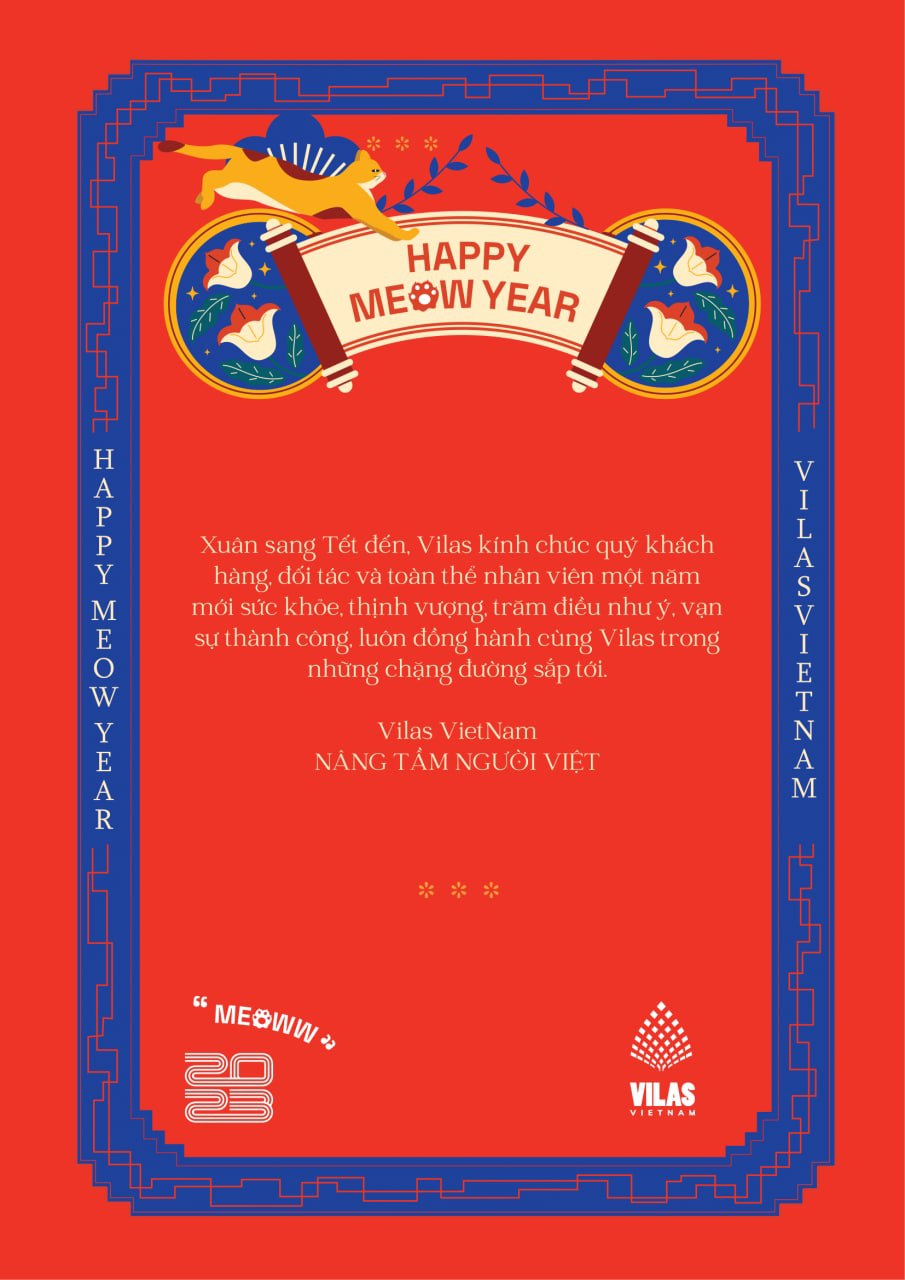 HAPPY
MEOW YEAR
HAPPY MEOW YEAR
VILASVIETNAM
Xuân sang Tết đến, Vilas kính chúc quý khách
hàng, đối tác và toàn thể nhân viên một năm
mới sức khỏe, thịnh vượng, trăm điều như ý, vạn
sự thành công, luôn đồng hành cùng Vilas trong
những chặng đường sắp tới.
Vilas VietNam
NÂNG TẦM NGƯỜI VIỆT
“MEOWW”
20
23
VILAS
VIETNAM